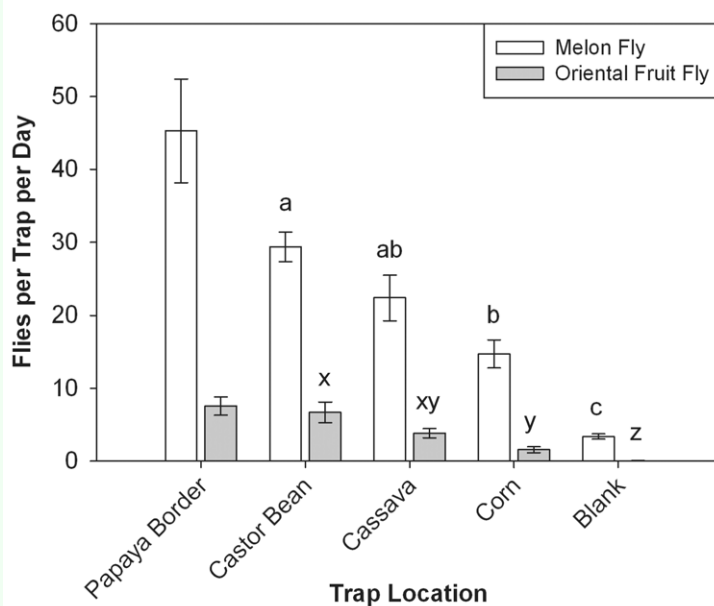 60
50
40
30
20
10
0
Flies per Trap per Day
Melon Fly
Oriental Fruit Fly
a
x
ab
xy
b
y
c
z
Papaya Border
Castor Bean
Cassava
Corn
Blank
Trap Location